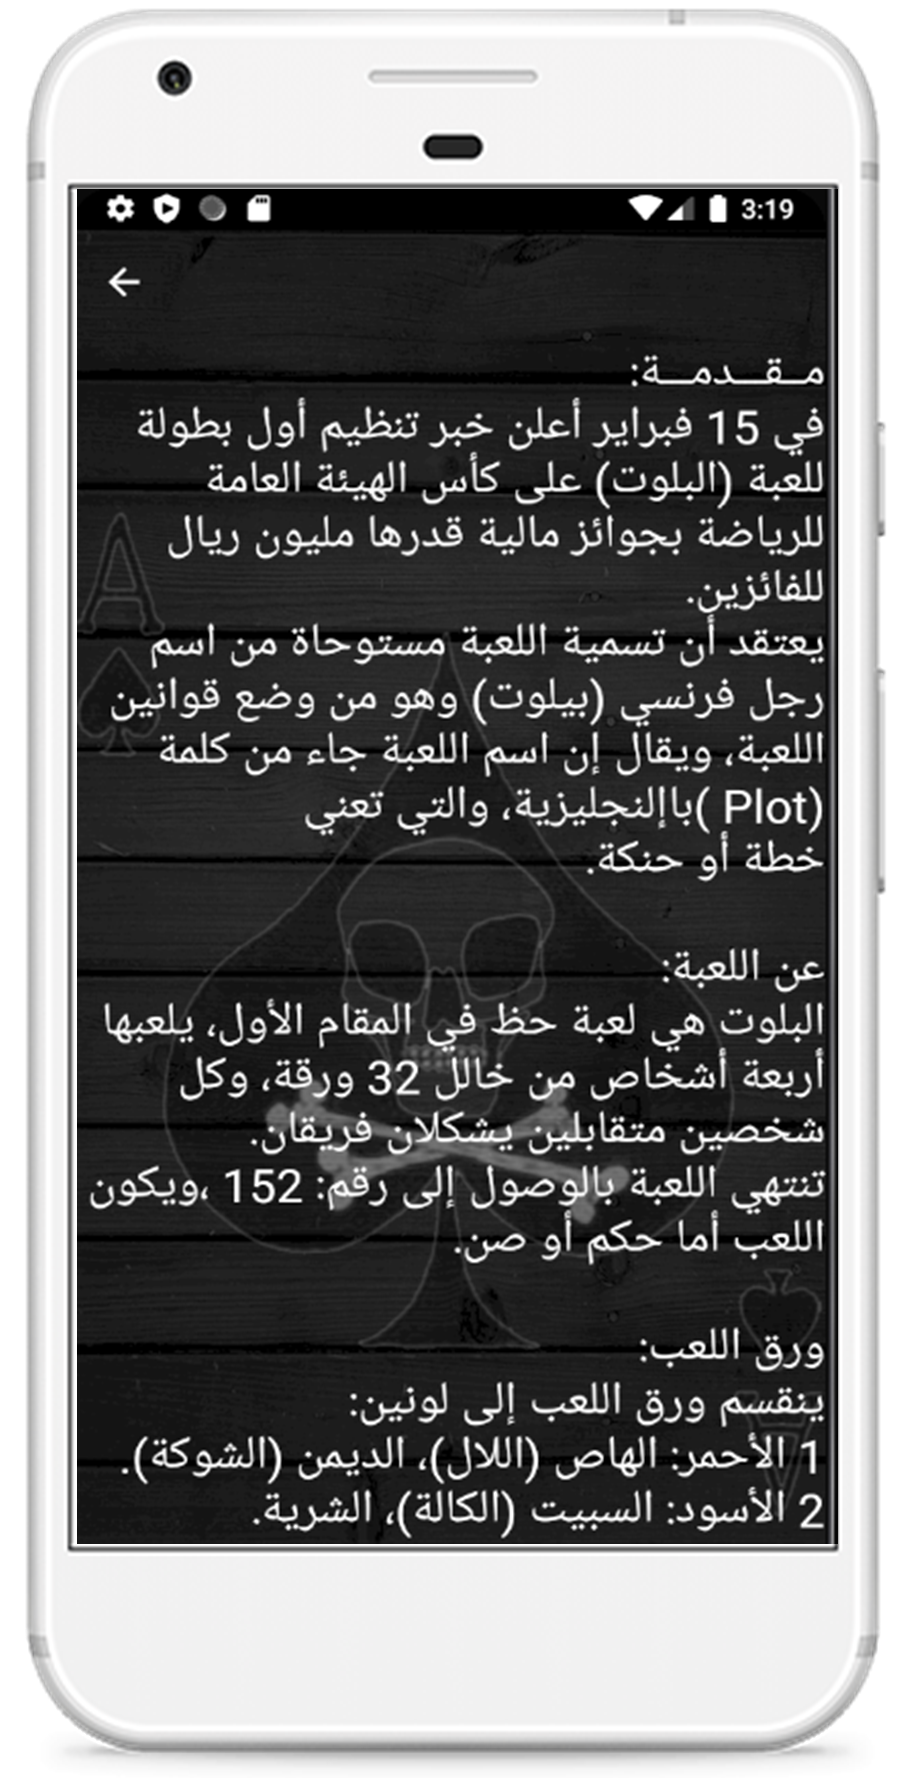 3:19
مــقــدمــة:
في 15 فبراير أعلن خبر تنظيم أول بطولة
للعبة (البلوت) على كأس الهيئة العامة
للرياضة بجوائز مالية قدرها مليون ريال
للفائزين.
يعتقد أن تسمية اللعبة مستوحاة من اسم
رجل فرنسي (بيلوت) وهو من وضع قوانين
اللعبة، ويقال إن اسم اللعبة جاء من كلمة
(Plot )باإلنجليزية، والتي تعني
خطة أو حنكة.
عن اللعبة:
البلوت هي لعبة حظ في المقام الأول، يلعبها
أربعة أشخاص من خالل 32 ورقة، وكل
شخصين متقابلين يشكلان فريقان.
تنتهي اللعبة بالوصول إلى رقم: 152 ،ويكون
اللعب أما حكم أو صن.
ورق اللعب:
ينقسم ورق اللعب إلى لونين:
1 الأحمر: الهاص (اللال)، الديمن (الشوكة).
2 الأسود: السبيت (الكالة)، الشرية.
A
A